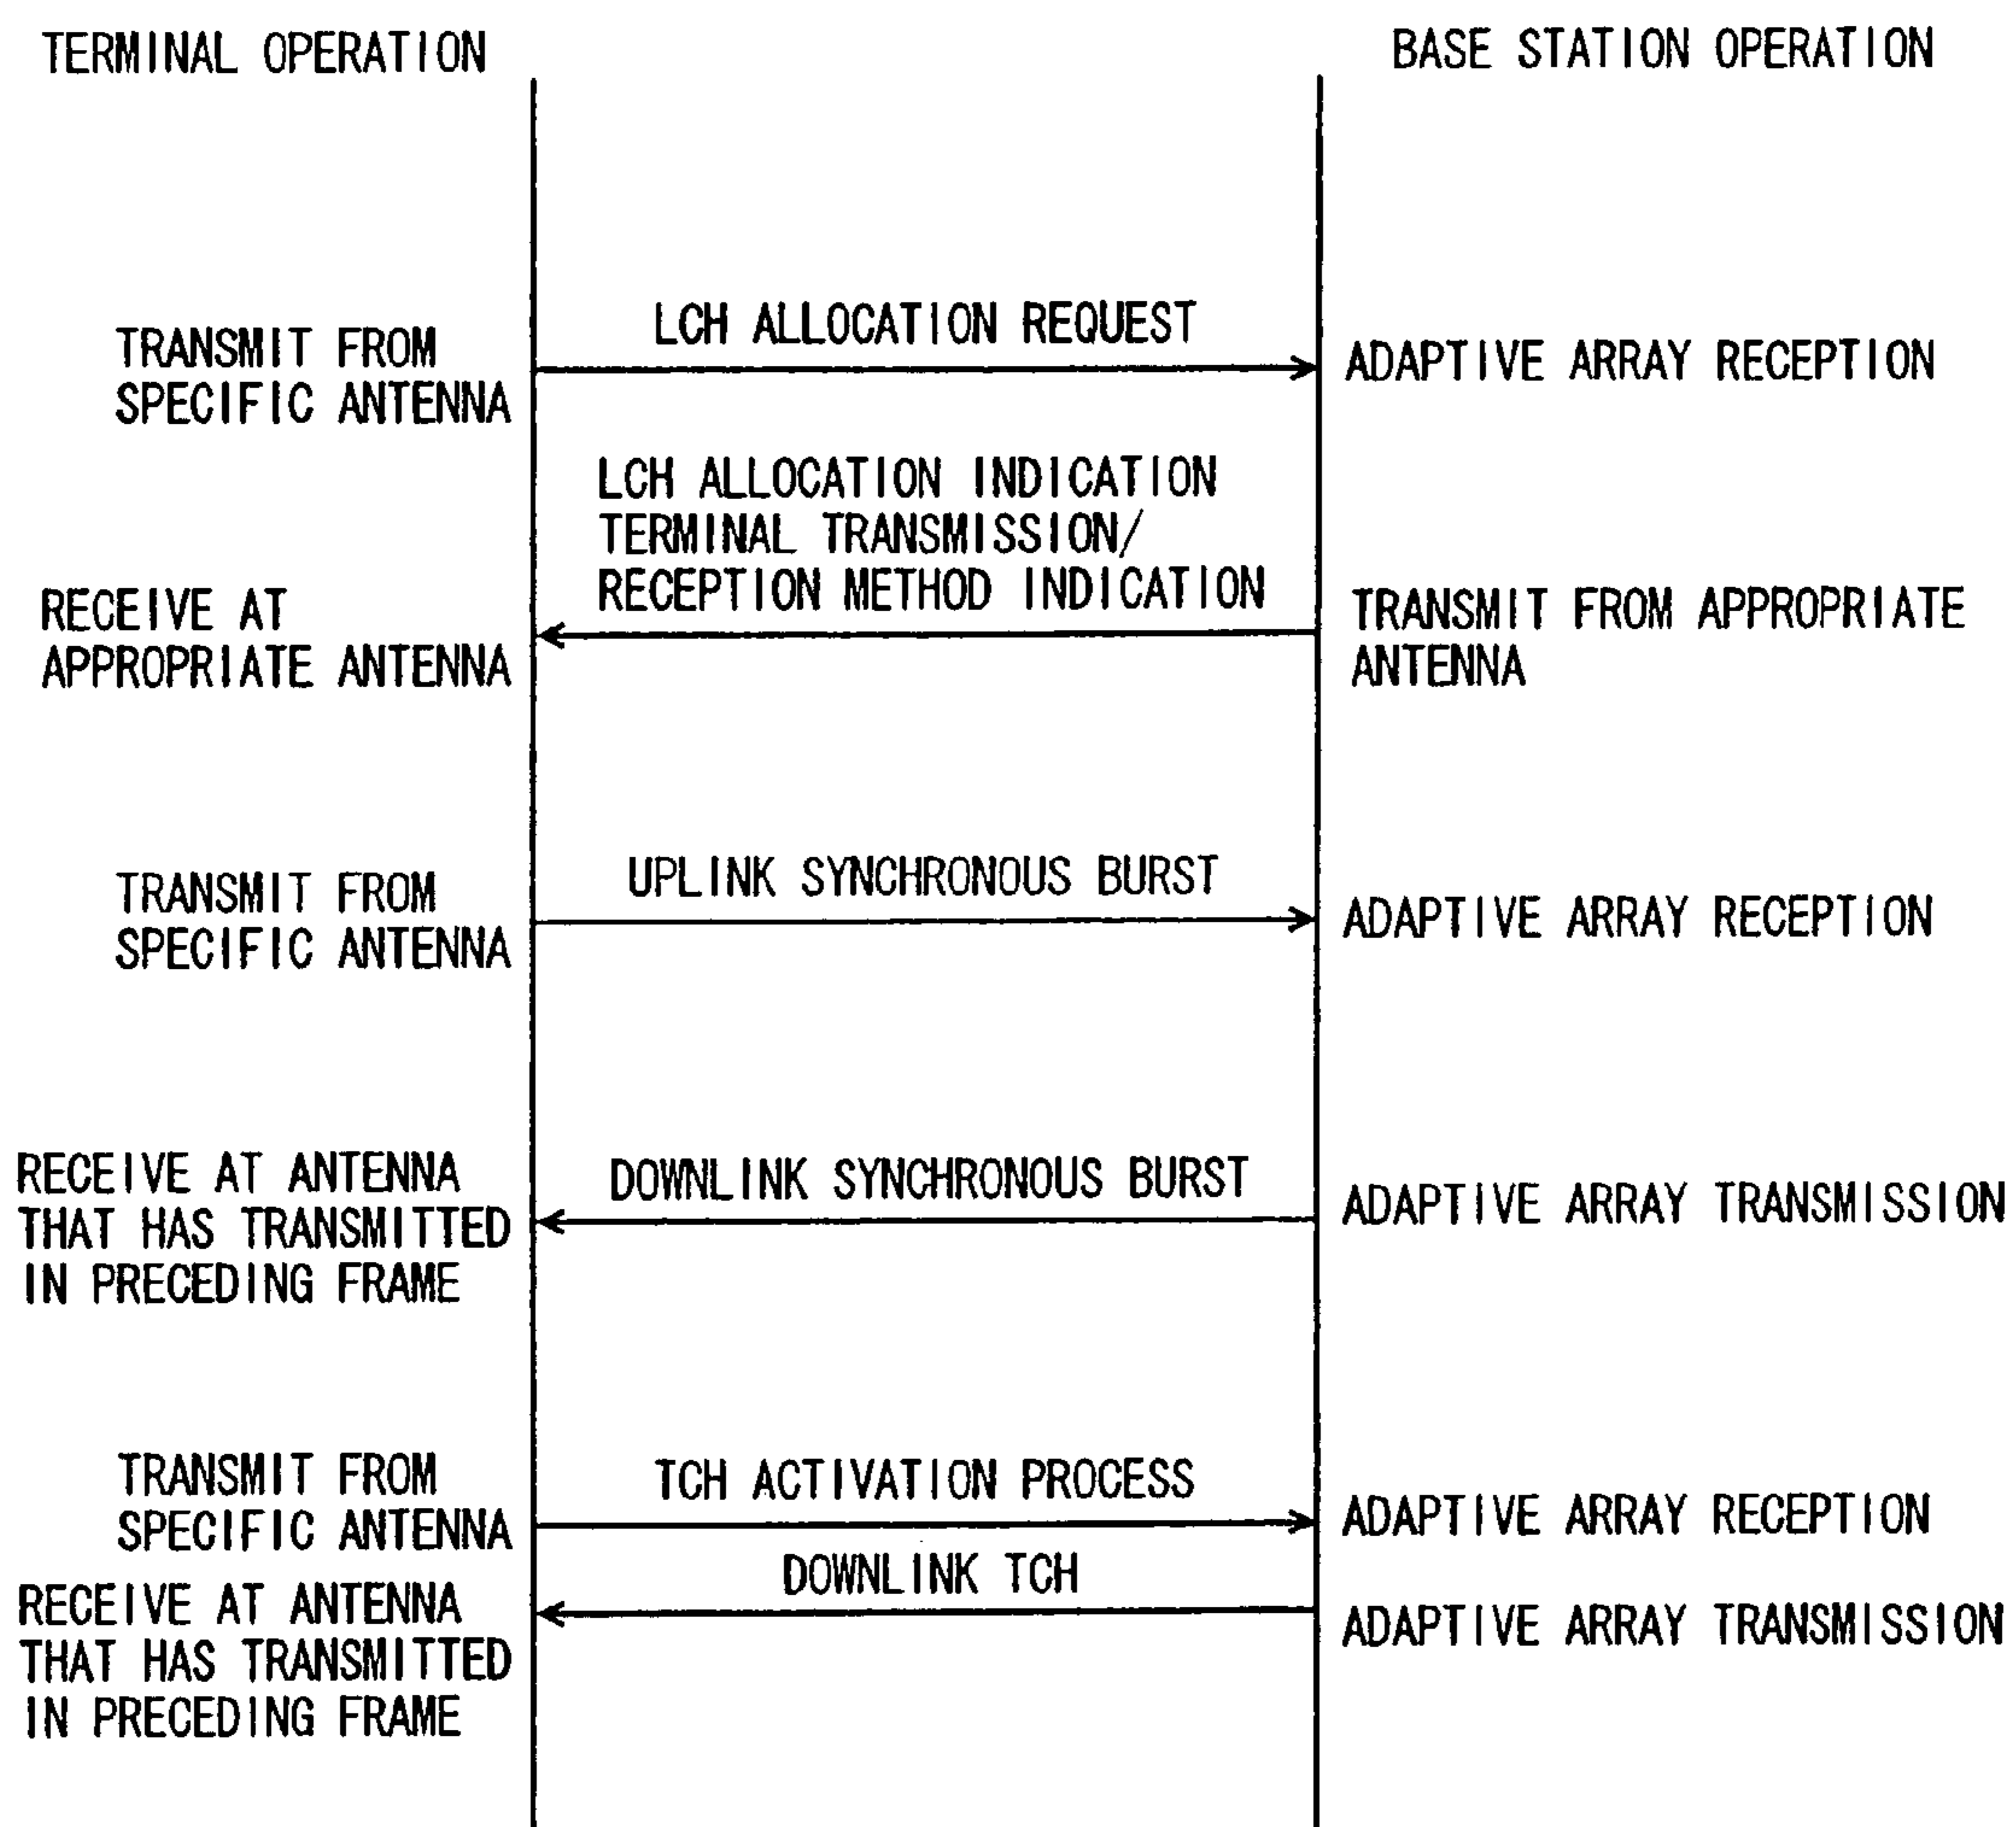 TERMINAL OPERATION
BASE STATION OPERATION
LCH ALLOCATION REQUEST
TRANSMIT FROM
SPECIFIC ANTENNA
ADAPTIVE ARRAY RECEPTION
LCH ALLOCATION INDICATION
TERMINAL TRANSMISSION/
RECEPTION METHOD INDICATION
RECEIVE AT
APPROPRIATE ANTENNA
TRANSMIT FROM APPROPRIATE
ANTENNA
UPLINK SYNCHRONOUS BURST
TRANSMIT FROM
SPECIFIC ANTENNA
ADAPTIVE ARRAY RECEPTION
RECEIVE AT ANTENNA
THAT HAS TRANSMITTED
IN PRECEDING FRAME
DOWNLINK SYNCHRONOUS BURST
ADAPTIVE ARRAY TRANSMISSION
TRANSMIT FROM
SPECIFIC ANTENNA
TCH ACTIVATION PROCESS
ADAPTIVE ARRAY RECEPTION
DOWNLINK TCH
RECEIVE AT ANTENNA
THAT HAS TRANSMITTED
IN PRECEDING FRAME
ADAPTIVE ARRAY TRANSMISSION